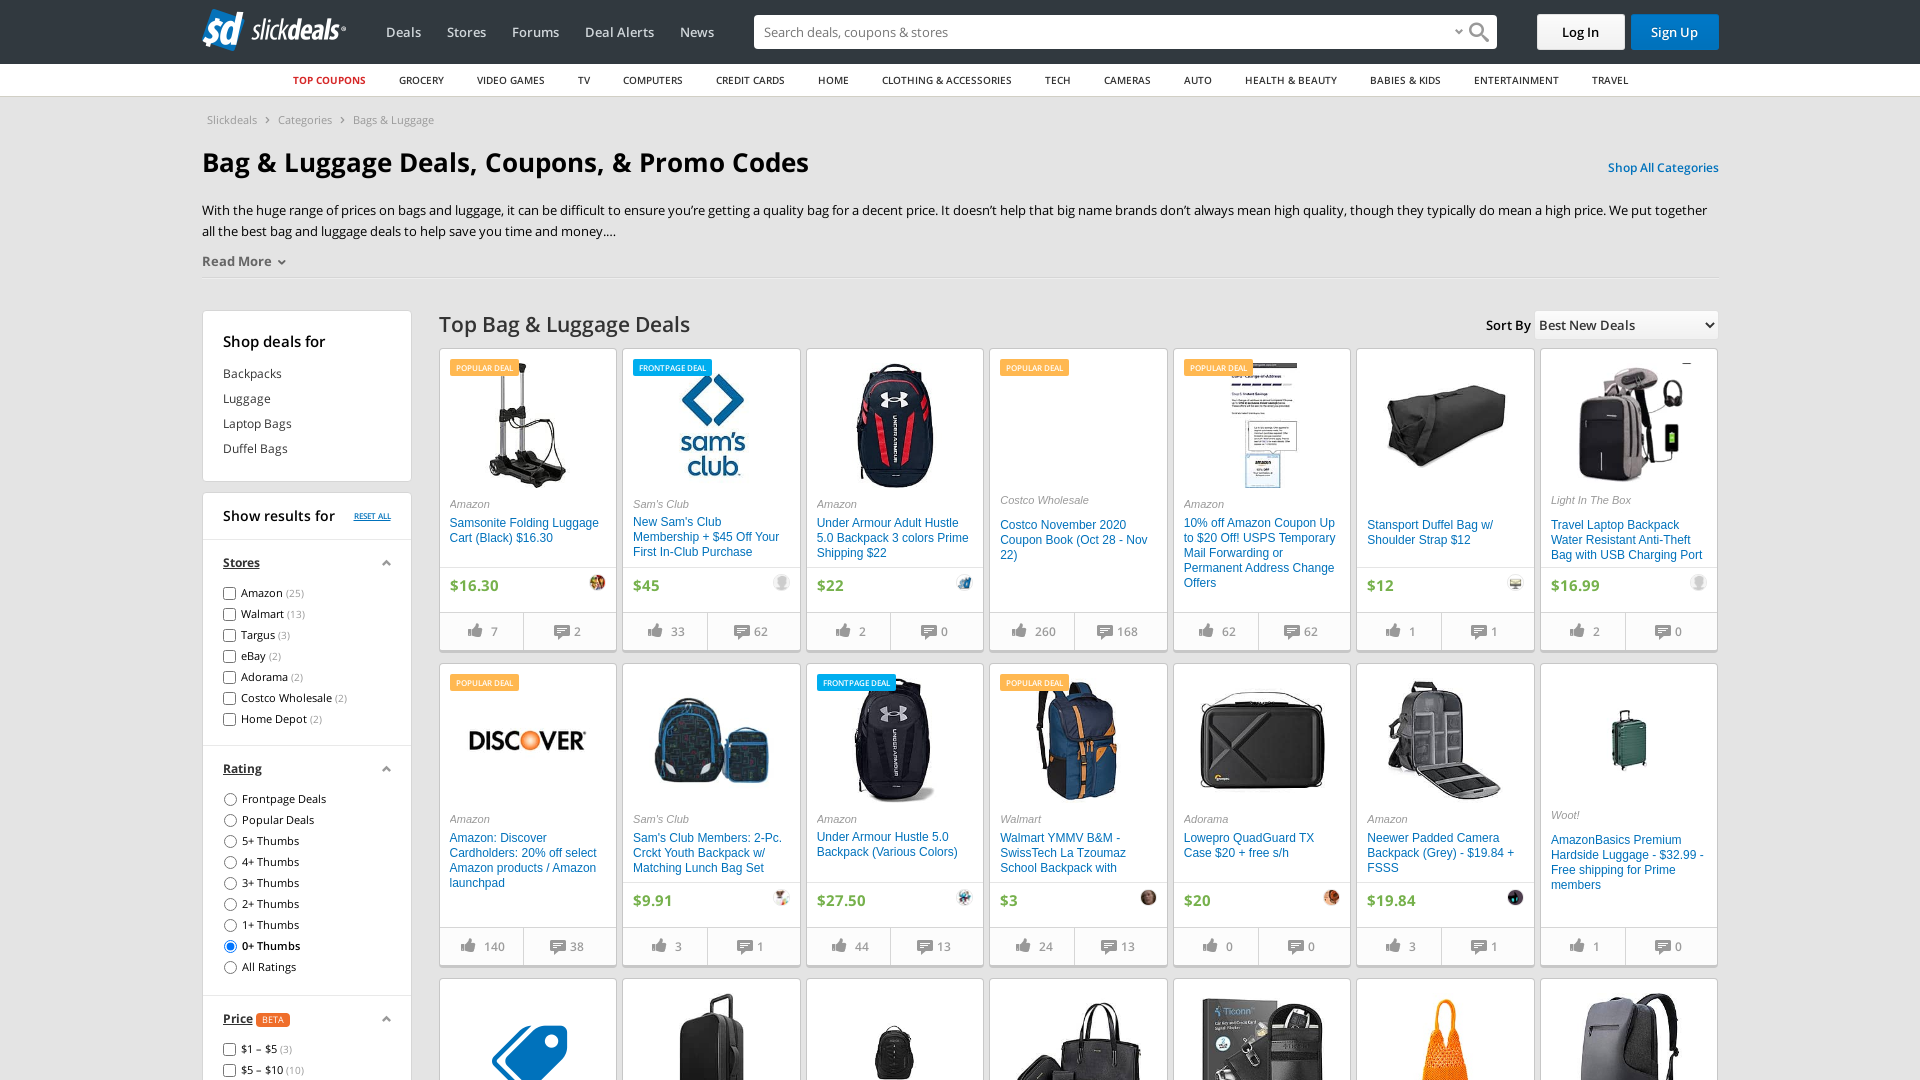 sd slickdeals
Deals
Stores
Forums
Deal Alerts
News
Search deals, coupons & stores
Log In
Sign Up
TOP COUPONS
GROCERY
VIDEO GAMES
TV
COMPUTERS
CREDIT CARDS
HOME
CLOTHING & ACCESSORIES
TECH
CAMERAS
AUTO
HEALTH & BEAUTY
BABIES & KIDS
ENTERTAINMENT
TRAVEL
Slickdeals > Categories > Bags & Luggage
Bag & Luggage Deals, Coupons, & Promo Codes
Shop All Categories
With the huge range of prices on bags and luggage, it can be difficult to ensure you’re getting a quality bag for a decent price. It doesn’t help that big name brands don’t always mean high quality, though they typically do mean a high price. We put together
all the best bag and luggage deals to help save you time and money.…
Read More
Shop deals for
Backpacks
Luggage
Laptop Bags
Duffel Bags
Show results for
RESET ALL
Stores
Amazon (25)
Walmart (13)
Targus (3)
eBay (2)
Adorama (2)
Costco Wholesale (2)
Home Depot (2)
Rating
Frontpage Deals
Popular Deals
5+ Thumbs
4+ Thumbs
3+ Thumbs
2+ Thumbs
1+ Thumbs
0+ Thumbs
All Ratings
Price BETA
$1 – $5 (3)
$5 – $10 (10)
Top Bag & Luggage Deals
Sort By Best New Deals
POPULAR DEAL
Amazon
Samsonite Folding Luggage
Cart (Black) $16.30
$16.30
7
2
FRONTPAGE DEAL
sam's
club
Sam's Club
New Sam's Club
Membership + $45 Off Your
First In-Club Purchase
$45
33
62
UNDER ARMOUR
Amazon
Under Armour Adult Hustle
5.0 Backpack 3 colors Prime
Shipping $22
$22
2
0
POPULAR DEAL
Costco Wholesale
Costco November 2020
Coupon Book (Oct 28 - Nov
22)
260
168
POPULAR DEAL
Amazon
10% off Amazon Coupon Up
to $20 Off! USPS Temporary
Mail Forwarding or
Permanent Address Change
Offers
62
62
Stansport Duffel Bag w/
Shoulder Strap $12
$12
1
1
Light In The Box
Travel Laptop Backpack
Water Resistant Anti-Theft
Bag with USB Charging Port
$16.99
2
0
POPULAR DEAL
DISCOVER
Amazon
Amazon: Discover
Cardholders: 20% off select
Amazon products / Amazon
launchpad
140
38
Sam's Club
Sam's Club Members: 2-Pc.
Crckt Youth Backpack w/
Matching Lunch Bag Set
$9.91
3
1
FRONTPAGE DEAL
UNDER ARMOUR
Amazon
Under Armour Hustle 5.0
Backpack (Various Colors)
$27.50
44
13
POPULAR DEAL
Walmart
Walmart YMMV B&M -
SwissTech La Tzoumaz
School Backpack with
$3
24
13
Adorama
Lowepro QuadGuard TX
Case $20 + free s/h
$20
0
0
Amazon
Neewer Padded Camera
Backpack (Grey) - $19.84 +
FSSS
$19.84
3
1
Woot!
AmazonBasics Premium
Hardside Luggage - $32.99 -
Free shipping for Prime
members
1
0
Ticonn